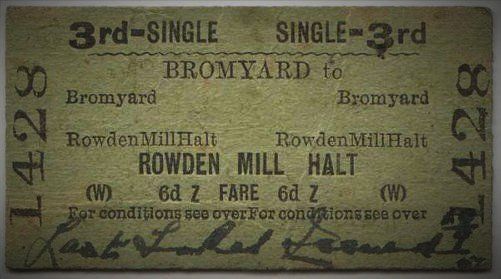 3rd-SINGLE SINGLE-3rd
BROMYARD to
Bromyard Bromyard
RowdenMillHalt RowdenMillHalt
ROWDEN MILL HALT
(W) 6d Z FARE 6d Z (W)
For conditions see over For conditions see over
Last Ticket Issued
1428
1428